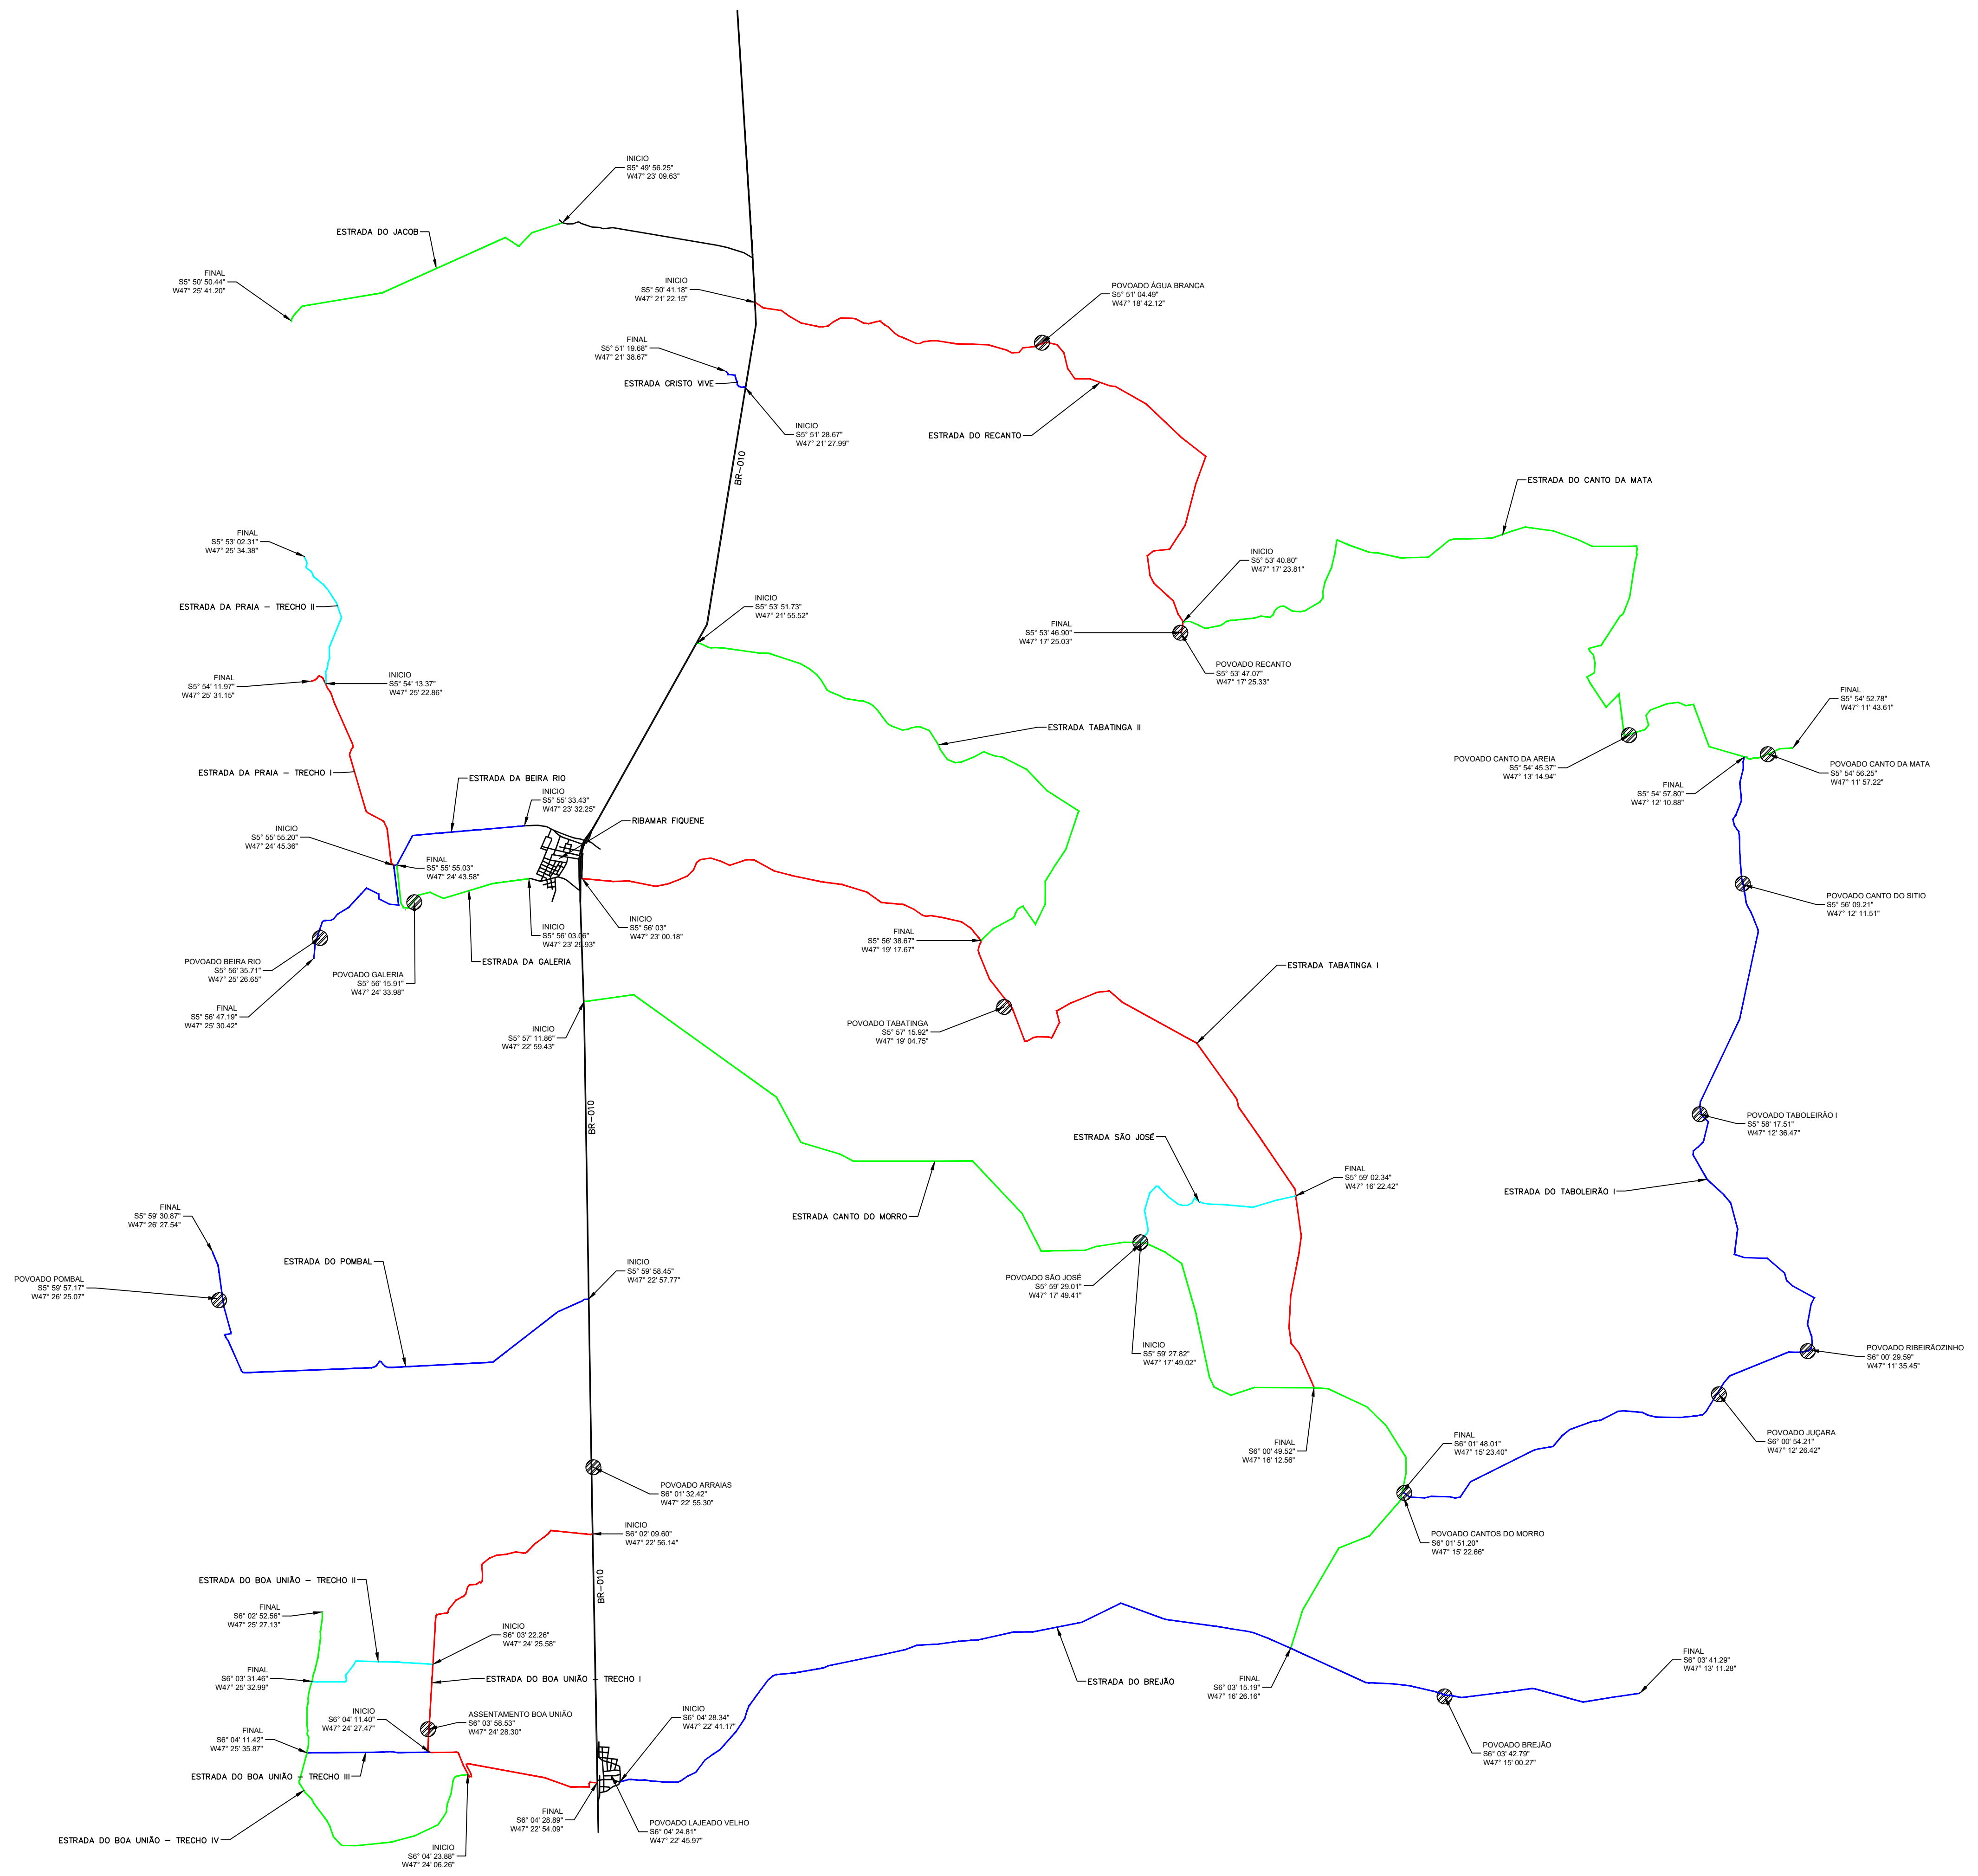 INICIO
S5° 49' 56.25"
W47° 23' 09.63"
ESTRADA DO JACOB
FINAL
S5° 50' 50.44"
W47° 25' 41.20"
INICIO
S5° 50' 41.18"
W47° 21' 22.15"
POVOADO ÁGUA BRANCA
S5° 51' 04.49"
W47° 18' 42.12"
FINAL
S5° 51' 19.68"
W47° 21' 38.67"
ESTRADA CRISTO VIVE
INICIO
S5° 51' 28.67"
W47° 21' 27.99"
ESTRADA DO RECANTO
BR-010
ESTRADA DO CANTO DA MATA
FINAL
S5° 53' 02.31"
W47° 25' 34.38"
INICIO
S5° 53' 40.80"
W47° 17' 23.81"
ESTRADA DA PRAIA - TRECHO II
INICIO
S5° 53' 51.73"
W47° 21' 55.52"
FINAL
S5° 53' 46.90"
W47° 17' 25.03"
POVOADO RECANTO
S5° 53' 47.07"
W47° 17' 25.33"
FINAL
S5° 54' 11.97"
W47° 25' 31.15"
INICIO
S5° 54' 13.37"
W47° 25' 22.86"
FINAL
S5° 54' 52.78"
W47° 11' 43.61"
ESTRADA TABATINGA II
POVOADO CANTO DA AREIA
S5° 54' 45.37"
W47° 13' 14.94"
POVOADO CANTO DA MATA
S5° 54' 56.25"
W47° 11' 57.22"
FINAL
S5° 54' 57.80"
W47° 12' 10.88"
ESTRADA DA PRAIA - TRECHO I
ESTRADA DA BEIRA RIO
INICIO
S5° 55' 33.43"
W47° 23' 32.25"
RIBAMAR FIQUENE
INICIO
S5° 55' 55.20"
W47° 24' 45.36"
FINAL
S5° 55' 55.03"
W47° 24' 43.58"
POVOADO CANTO DO SITIO
S5° 56' 09.21"
W47° 12' 11.51"
INICIO
S5° 56' 03.06"
W47° 23' 29.93"
INICIO
S5° 56' 03"
W47° 23' 00.18"
FINAL
S5° 56' 38.67"
W47° 19' 17.67"
POVOADO BEIRA RIO
S5° 56' 35.71"
W47° 25' 26.65"
POVOADO GALERIA
S5° 56' 15.91"
W47° 24' 33.98"
ESTRADA DA GALERIA
ESTRADA TABATINGA I
FINAL
S5° 56' 47.19"
W47° 25' 30.42"
INICIO
S5° 57' 11.86"
W47° 22' 59.43"
POVOADO TABATINGA
S5° 57' 15.92"
W47° 19' 04.75"
BR-010
POVOADO TABOLEIRÃO I
S5° 58' 17.51"
W47° 12' 36.47"
ESTRADA SÃO JOSÉ
FINAL
S5° 59' 02.34"
W47° 16' 22.42"
ESTRADA DO TABOLEIRÃO I
ESTRADA CANTO DO MORRO
FINAL
S5° 59' 30.87"
W47° 26' 27.54"
ESTRADA DO POMBAL
INICIO
S5° 59' 58.45"
W47° 22' 57.77"
POVOADO POMBAL
S5° 59' 57.17"
W47° 26' 25.07"
POVOADO SÃO JOSÉ
S5° 59' 29.01"
W47° 17' 49.41"
INICIO
S5° 59' 27.82"
W47° 17' 49.02"
POVOADO RIBEIRÃOZINHO
S6° 00' 29.59"
W47° 11' 35.45"
FINAL
S6° 00' 49.52"
W47° 16' 12.56"
FINAL
S6° 01' 48.01"
W47° 15' 23.40"
POVOADO JUÇARA
S6° 00' 54.21"
W47° 12' 26.42"
POVOADO ARRAIAS
S6° 01' 32.42"
W47° 22' 55.30"
INICIO
S6° 02' 09.60"
W47° 22' 56.14"
POVOADO CANTOS DO MORRO
S6° 01' 51.20"
W47° 15' 22.66"
BR-010
ESTRADA DO BOA UNIÃO - TRECHO II
FINAL
S6° 02' 52.56"
W47° 25' 27.13"
INICIO
S6° 03' 22.26"
W47° 24' 25.58"
FINAL
S6° 03' 31.46"
W47° 25' 32.99"
ESTRADA DO BOA UNIÃO - TRECHO I
ESTRADA DO BREJÃO
FINAL
S6° 03' 15.19"
W47° 16' 26.16"
FINAL
S6° 03' 41.29"
W47° 13' 11.28"
INICIO
S6° 04' 11.40"
W47° 24' 27.47"
ASSENTAMENTO BOA UNIÃO
S6° 03' 58.53"
W47° 24' 28.30"
INICIO
S6° 04' 28.34"
W47° 22' 41.17"
FINAL
S6° 04' 11.42"
W47° 25' 35.87"
POVOADO BREJÃO
S6° 03' 42.79"
W47° 15' 00.27"
ESTRADA DO BOA UNIÃO - TRECHO III
FINAL
S6° 04' 28.89"
W47° 22' 54.09"
POVOADO LAJEADO VELHO
S6° 04' 24.81"
W47° 22' 45.97"
ESTRADA DO BOA UNIÃO - TRECHO IV
INICIO
S6° 04' 23.88"
W47° 24' 06.26"